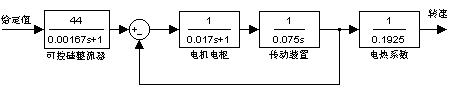 给定值
44
0.00167s+1
可控硅整流器
+
-
1
0.017s+1
电机电枢
1
0.075s
传动装置
1
0.1925
电热系数
转速